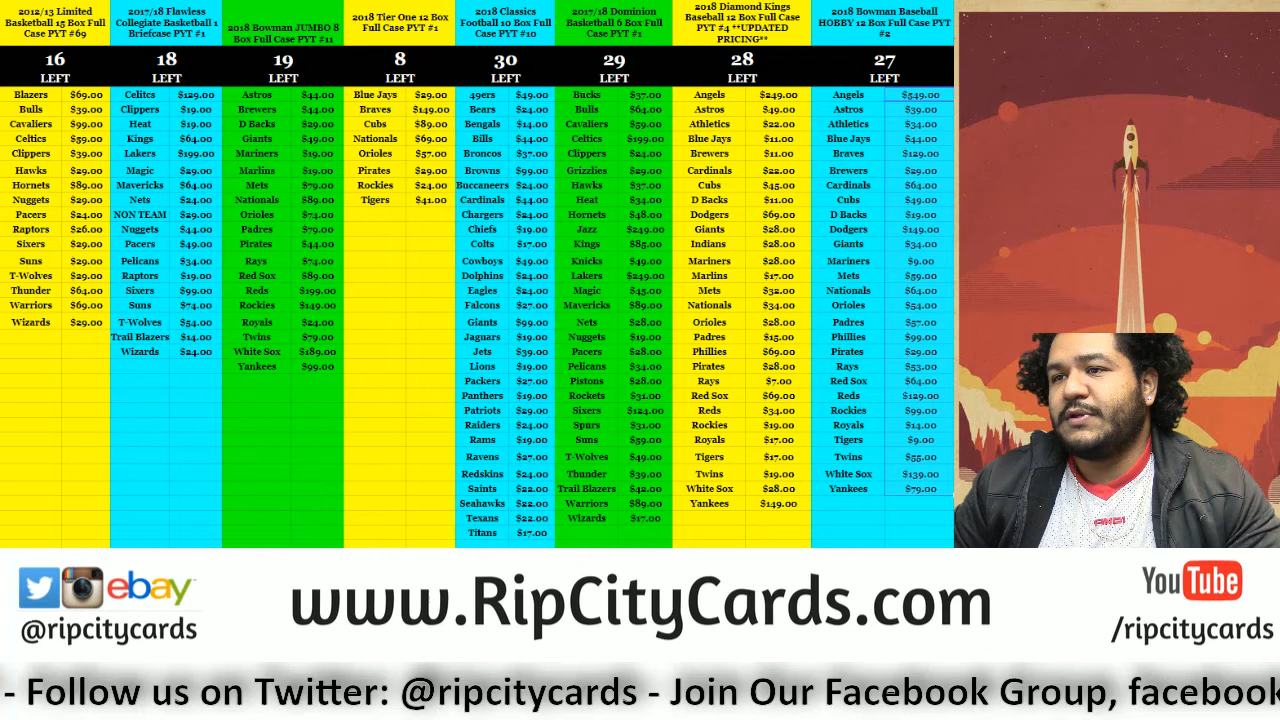 2012/13 Limited Basketball 15 Box Full Case PYT #69
16
LEFT
Blazers $69.00
Bulls $39.00
Cavaliers $99.00
Celtics $59.00
Clippers $39.00
Hawks $29.00
Hornets $89.00
Nuggets $29.00
Pacers $24.00
Raptors $26.00
Sixers $29.00
Suns $29.00
T-Wolves $29.00
Thunder $64.00
Warriors $69.00
Wizards $29.00
2017/18 Flawless Collegiate Basketball 1 Briefcase PYT #1
18
LEFT
Celitcs $129.00
Clippers $19.00
Heat $19.00
Kings $64.00
Lakers $199.00
Magic $29.00
Mavericks $64.00
Nets $24.00
NON TEAM $29.00
Nuggets $44.00
Pacers $49.00
Pelicans $34.00
Raptors $19.00
Sixers $99.00
Suns $74.00
T-Wolves $54.00
Trail Blazers $14.00
Wizards $24.00
2018 Bowman JUMBO 8 Box Full Case PYT #11
19
LEFT
Astros $44.00
Brewers $44.00
D Backs $29.00
Giants $49.00
Mariners $19.00
Marlins $19.00
Mets $79.00
Nationals $89.00
Orioles $74.00
Padres $79.00
Pirates $44.00
Rays $74.00
Red Sox $89.00
Reds $199.00
Rockies $149.00
Royals $24.00
Twins $79.00
White Sox $189.00
Yankees $99.00
2018 Tier One 12 Box Full Case PYT #1
8
LEFT
Blue Jays $29.00
Braves $149.00
Cubs $89.00
Nationals $69.00
Orioles $57.00
Pirates $29.00
Rockies $24.00
Tigers $41.00
2018 Classics Football 10 Box Full Case PYT #10
30
LEFT
49ers $49.00
Bears $24.00
Bengals $14.00
Bills $44.00
Broncos $37.00
Browns $99.00
Buccaneers $24.00
Cardinals $44.00
Chargers $24.00
Chiefs $19.00
Colts $17.00
Cowboys $49.00
Dolphins $24.00
Eagles $24.00
Falcons $27.00
Giants $99.00
Jaguars $19.00
Jets $39.00
Lions $19.00
Packers $27.00
Panthers $19.00
Patriots $29.00
Raiders $24.00
Rams $19.00
Ravens $27.00
Redskins $24.00
Saints $22.00
Seahawks $22.00
Texans $22.00
Titans $17.00
2017/18 Dominion Basketball 6 Box Full Case PYT #1
29
LEFT
Bucks $37.00
Bulls $64.00
Cavaliers $59.00
Celtics $199.00
Clippers $24.00
Grizzlies $29.00
Hawks $37.00
Heat $34.00
Hornets $48.00
Jazz $249.00
Kings $85.00
Knicks $49.00
Lakers $249.00
Magic $45.00
Mavericks $89.00
Nets $28.00
Nuggets $19.00
Pacers $28.00
Pelicans $34.00
Pistons $28.00
Rockets $31.00
Sixers $124.00
Spurs $31.00
Suns $59.00
T-Wolves $49.00
Thunder $39.00
Trail Blazers $42.00
Warriors $89.00
Wizards $17.00
2018 Diamond Kings Baseball 12 Box Full Case PYT #4 **UPDATED PRICING**
28
LEFT
Angels $249.00
Astros $49.00
Athletics $22.00
Blue Jays $11.00
Brewers $11.00
Cardinals $22.00
Cubs $45.00
D Backs $11.00
Dodgers $69.00
Giants $28.00
Indians $28.00
Mariners $28.00
Marlins $17.00
Mets $32.00
Nationals $34.00
Orioles $28.00
Padres $15.00
Phillies $69.00
Pirates $28.00
Rays $7.00
Red Sox $69.00
Reds $34.00
Rockies $19.00
Royals $17.00
Tigers $17.00
Twins $19.00
White Sox $28.00
Yankees $149.00
2018 Bowman Baseball HOBBY 12 Box Full Case PYT #2
27
LEFT
Angels $549.00
Astros $39.00
Athletics $34.00
Blue Jays $44.00
Braves $129.00
Brewers $29.00
Cardinals $64.00
Cubs $49.00
D Backs $19.00
Dodgers $149.00
Giants $34.00
Mariners $9.00
Mets $59.00
Nationals $64.00
Orioles $54.00
Padres $57.00
Phillies $99.00
Pirates $29.00
Rays $53.00
Red Sox $64.00
Reds $129.00
Rockies $99.00
Royals $14.00
Tigers $9.00
Twins $55.00
White Sox $139.00
Yankees $79.00
ebay
@ripcitycards
www.RipCityCards.com
YouTube
/ripcitycards
- Follow us on Twitter: @ripcitycards - Join Our Facebook Group, facebook